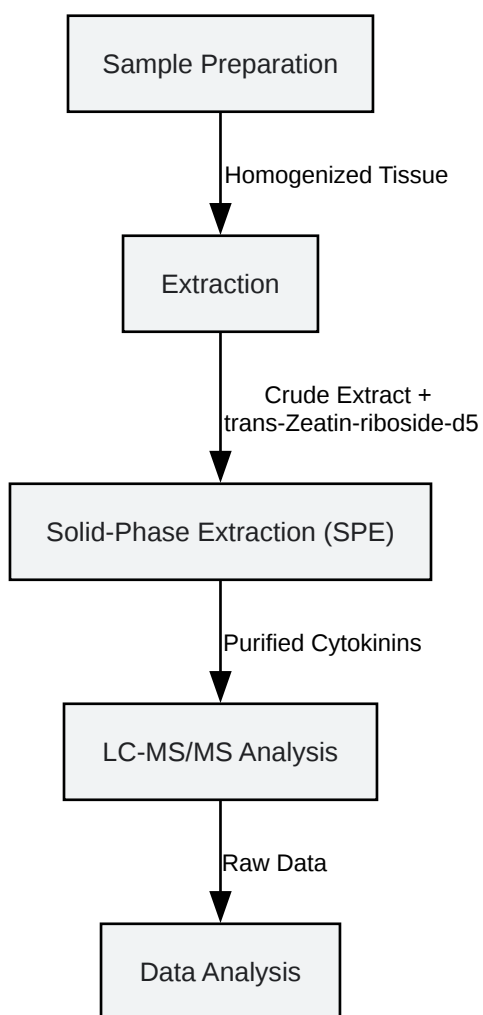 Sample Preparation
Homogenized Tissue
Extraction
Crude Extract +
trans-Zeatin-riboside-d5
Solid-Phase Extraction (SPE)
Purified Cytokinins
LC-MS/MS Analysis
Raw Data
Data Analysis